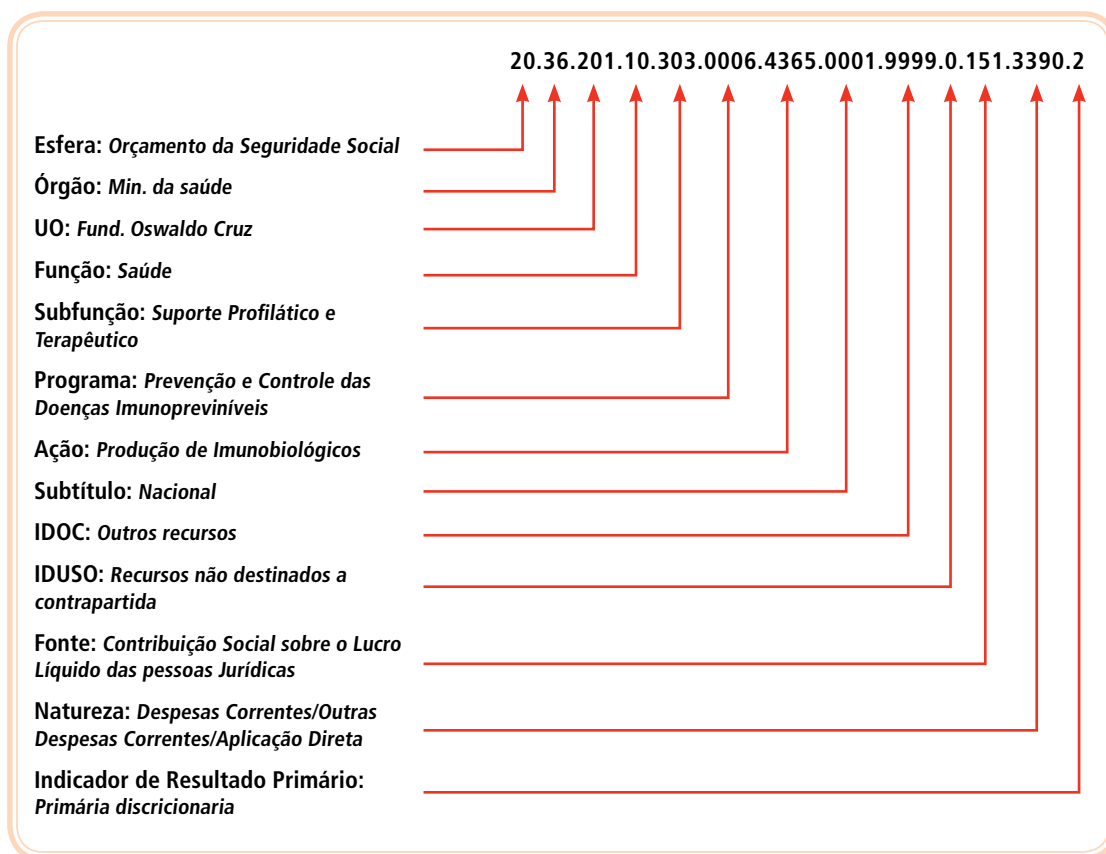 20.36.201.10.303.0006.4365.0001.9999.0.151.3390.2
Esfera: Orçamento da Seguridade Social
Órgão: Min. da saúde
UO: Fund. Oswaldo Cruz
Função: Saúde
Subfunção: Suporte Profilático e
Terapêutico
Programa: Prevenção e Controle das
Doenças Imunopreviníveis
Ação: Produção de Imunobiológicos
Subtítulo: Nacional
IDOC: Outros recursos
IDUSO: Recursos não destinados a
contrapartida
Fonte: Contribuição Social sobre o Lucro
Líquido das pessoas Jurídicas
Natureza: Despesas Correntes/Outras
Despesas Correntes/Aplicação Direta
Indicador de Resultado Primário:
Primária discricionaria